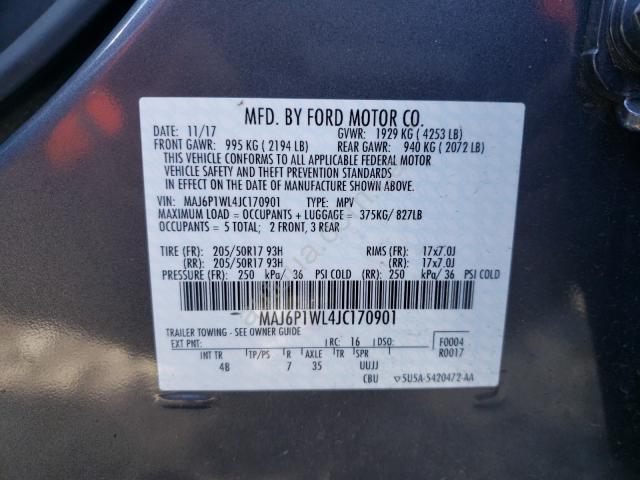 MFD. BY FORD MOTOR CO.
DATE: 11/17 GVWR: 1929 KG ( 4253 LB)
FRONT GAWR: 995 KG ( 2194 LB) REAR GAWR: 940 KG ( 2072 LB)
THIS VEHICLE CONFORMS TO ALL APPLICABLE FEDERAL MOTOR
VEHICLE SAFETY AND THEFT PREVENTION STANDARDS
IN EFFECT ON THE DATE OF MANUFACTURE SHOWN ABOVE.
VIN: MAJ6P1WL4JC170901 TYPE: MPV
MAXIMUM LOAD = OCCUPANTS + LUGGAGE = 375KG/ 827LB
OCCUPANTS = 5 TOTAL; 2 FRONT, 3 REAR
TIRE (FR): 205/50R17 93H RIMS (FR): 17x7.0J
(RR): 205/50R17 93H (RR): 17x7.0J
PRESSURE (FR): 250 kPa/ 36 PSI COLD (RR): 250 kPa/ 36 PSI COLD
MAJ6P1WL4JC170901
TRAILER TOWING - SEE OWNER GUIDE
EXT PNT: RC: 16 DSO: F0004
INT TR TP/PS R AXLE TR SPR R0017
4B 7 35 UUJJ
CBU ▽5U5A-5420472-AA